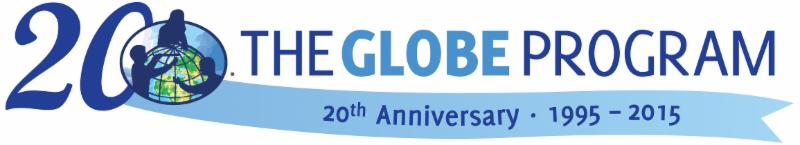 20 THE GLOBE PROGRAM
20th Anniversary · 1995 – 2015